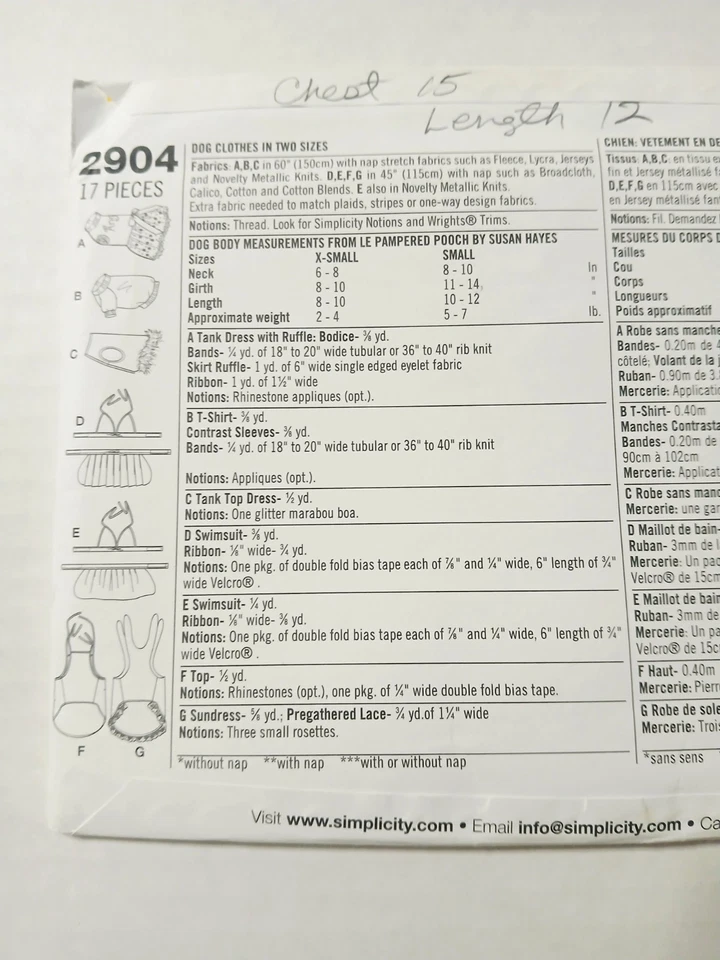 Chest 15
Length 12
2904
17 PIECES
A
B
C
D
E
F
G
DOG CLOTHES IN TWO SIZES
Fabrics: A,B,C in 60" (150cm) with nap stretch fabrics such as Fleece, Lycra, Jerseys
and Novelty Metallic Knits. D,E,F,G in 45" (115cm) with nap such as Broadcloth,
Calico, Cotton and Cotton Blends. E also in Novelty Metallic Knits.
Extra fabric needed to match plaids, stripes or one-way design fabrics.
Notions: Thread. Look for Simplicity Notions and Wrights® Trims.
DOG BODY MEASUREMENTS FROM LE PAMPERED POOCH BY SUSAN HAYES
Sizes X-SMALL SMALL
Neck 6 - 8 8 - 10 In
Girth 8 - 10 11 - 14 "
Length 8 - 10 10 - 12 "
Approximate weight 2 - 4 5 - 7 lb.
A Tank Dress with Ruffle: Bodice- ⅜ yd.
Bands- ¼ yd. of 18" to 20" wide tubular or 36" to 40" rib knit
Skirt Ruffle- 1 yd. of 6" wide single edged eyelet fabric
Ribbon- 1 yd. of 1½" wide
Notions: Rhinestone appliques (opt.).
B T-Shirt- ⅜ yd.
Contrast Sleeves- ⅜ yd.
Bands- ¼ yd. of 18" to 20" wide tubular or 36" to 40" rib knit
Notions: Appliques (opt.).
C Tank Top Dress- ½ yd.
Notions: One glitter marabou boa.
D Swimsuit- ⅜ yd.
Ribbon- ⅛" wide- ¾ yd.
Notions: One pkg. of double fold bias tape each of ⅞" and ¼" wide, 6" length of ¾"
wide Velcro® .
E Swimsuit- ¼ yd.
Ribbon- ⅛" wide- ⅜ yd.
Notions: One pkg. of double fold bias tape each of ⅞" and ¼" wide, 6" length of ¾"
wide Velcro® .
F Top- ½ yd.
Notions: Rhinestones (opt.), one pkg. of ¼" wide double fold bias tape.
G Sundress- ⅝ yd.; Pregathered Lace- ¾ yd.of 1¼" wide
Notions: Three small rosettes.
*without nap **with nap ***with or without nap
CHIEN: VETEMENT EN DE
Tissus: A,B,C: en tissu e
fin et Jersey métallisé f
D,E,F,G en 115cm avec
en Jersey métallisé fan
Notions: Fil. Demandez
MESURES DU CORPS D
Tailles
Cou
Corps
Longueurs
Poids approximatif
A Robe sans manche
Bandes- 0.20m de 4
côtelé; Volant de la j
Ruban- 0.90m de 3.
Mercerie: Applicatio
B T-Shirt- 0.40m
Manches Contrasta
Bandes- 0.20m de
90cm à 102cm
Mercerie: Applicat
C Robe sans manc
Mercerie: une gar
D Maillot de bain-
Ruban- 3mm de l
Mercerie: Un pac
Velcro® de 15cm
E Maillot de bain
Ruban- 3mm de
Mercerie: Un pa
Velcro® de 15c
F Haut- 0.40m
Mercerie: Pierr
G Robe de sole
Mercerie: Trois
*sans sens
Visit www.simplicity.com • Email info@simplicity.com • Ca